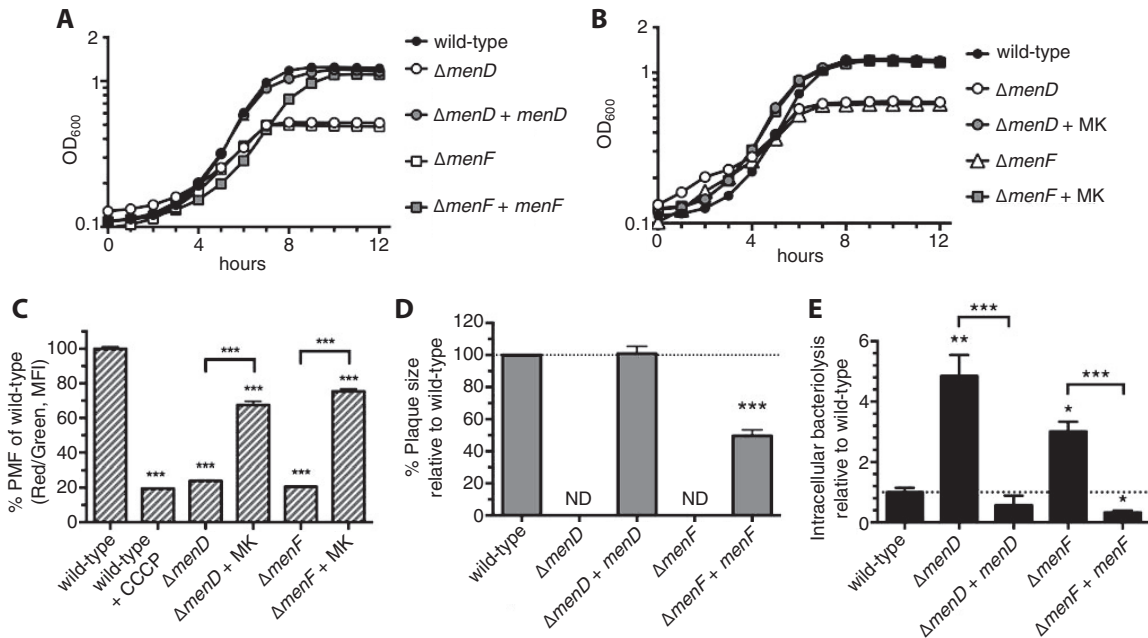 A
OD600
2
1
0.1
0
4
8
12
hours
wild-type
ΔmenD
ΔmenD + menD
ΔmenF
ΔmenF + menF
B
OD600
2
1
0.1
0
4
8
12
hours
wild-type
ΔmenD
ΔmenD + MK
ΔmenF
ΔmenF + MK
C
% PMF of wild-type
(Red/Green, MFI)
100
80
60
40
20
0
***
***
***
***
***
***
***
wild-type
wild-type
+ CCCP
ΔmenD
ΔmenD + MK
ΔmenF
ΔmenF + MK
D
% Plaque size
relative to wild-type
120
100
80
60
40
20
0
ND
ND
***
wild-type
ΔmenD
ΔmenD + menD
ΔmenF
ΔmenF + menF
E
Intracellular bacteriolysis
relative to wild-type
6
4
2
0
**
***
*
***
*
wild-type
ΔmenD
ΔmenD + menD
ΔmenF
ΔmenF + menF